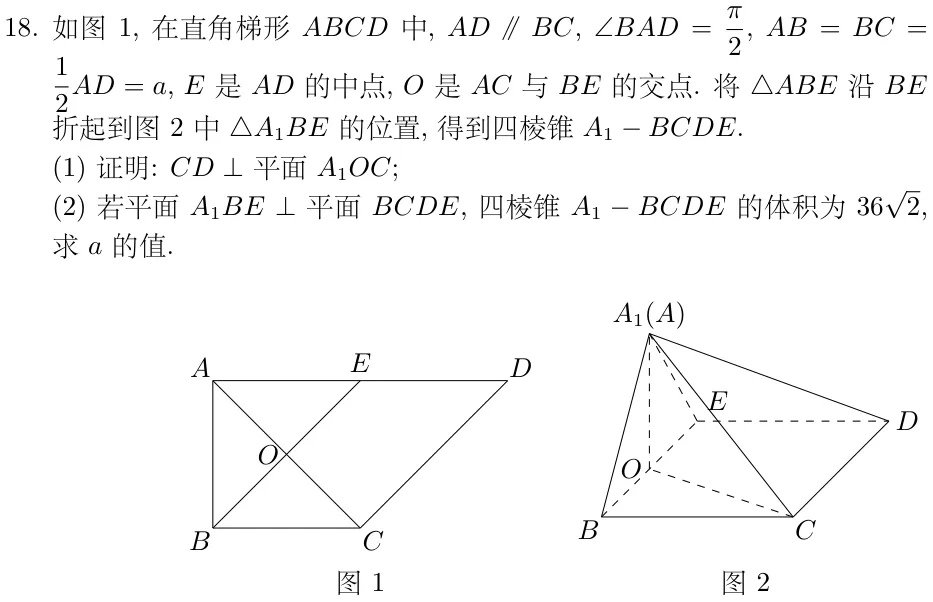 18. 如图 1, 在直角梯形 ABCD 中, AD ∥ BC, ∠BAD = π/2, AB = BC =
1/2 AD = a, E 是 AD 的中点, O 是 AC 与 BE 的交点. 将 △ABE 沿 BE
折起到图 2 中 △A₁BE 的位置, 得到四棱锥 A₁ − BCDE.
(1) 证明: CD ⊥ 平面 A₁OC;
(2) 若平面 A₁BE ⊥ 平面 BCDE, 四棱锥 A₁ − BCDE 的体积为 36√2,
求 a 的值.
A E D
O
B C
图 1
A₁(A)
E
D
O
B C
图 2